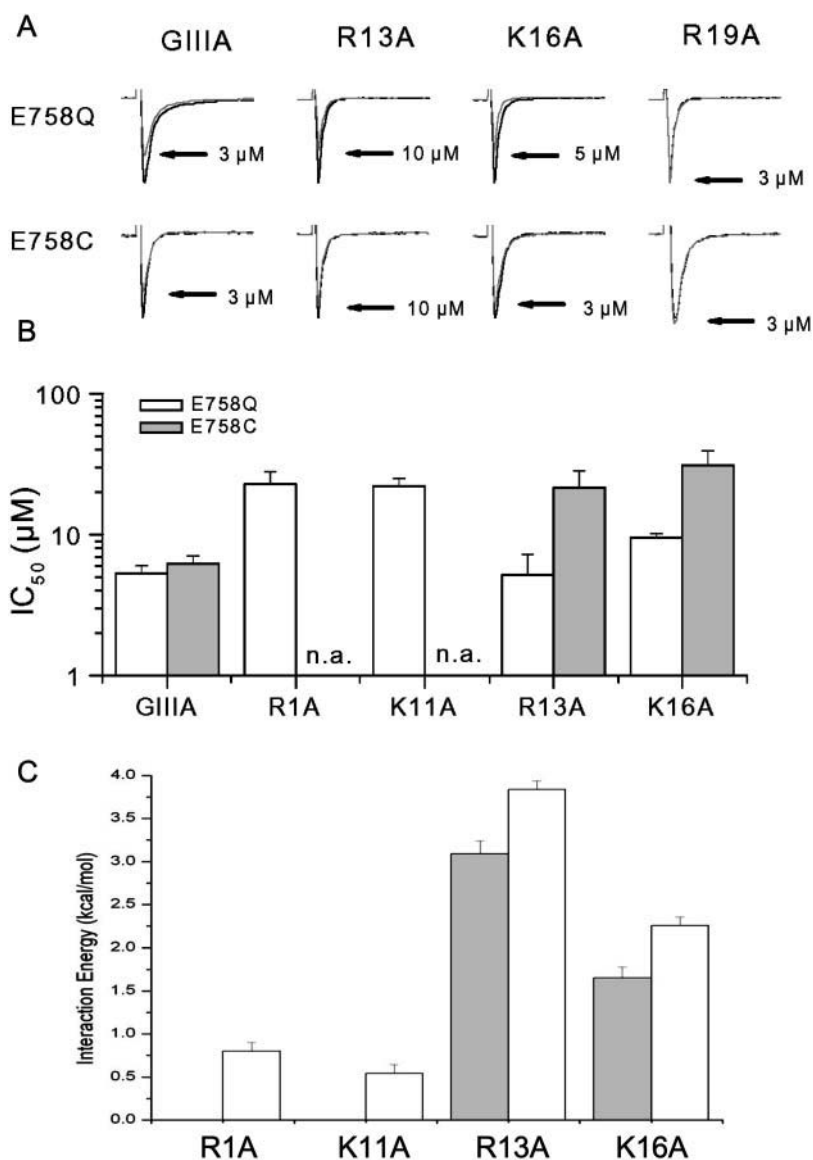 A
GIIIA R13A K16A R19A
E758Q
3 µM 10 µM 5 µM 3 µM
E758C
3 µM 10 µM 3 µM 3 µM
B
E758Q
E758C
IC50 (µM)
100
10
1
n.a. n.a.
GIIIA R1A K11A R13A K16A
C
Interaction Energy (kcal/mol)
4.0
3.5
3.0
2.5
2.0
1.5
1.0
0.5
0.0
R1A K11A R13A K16A